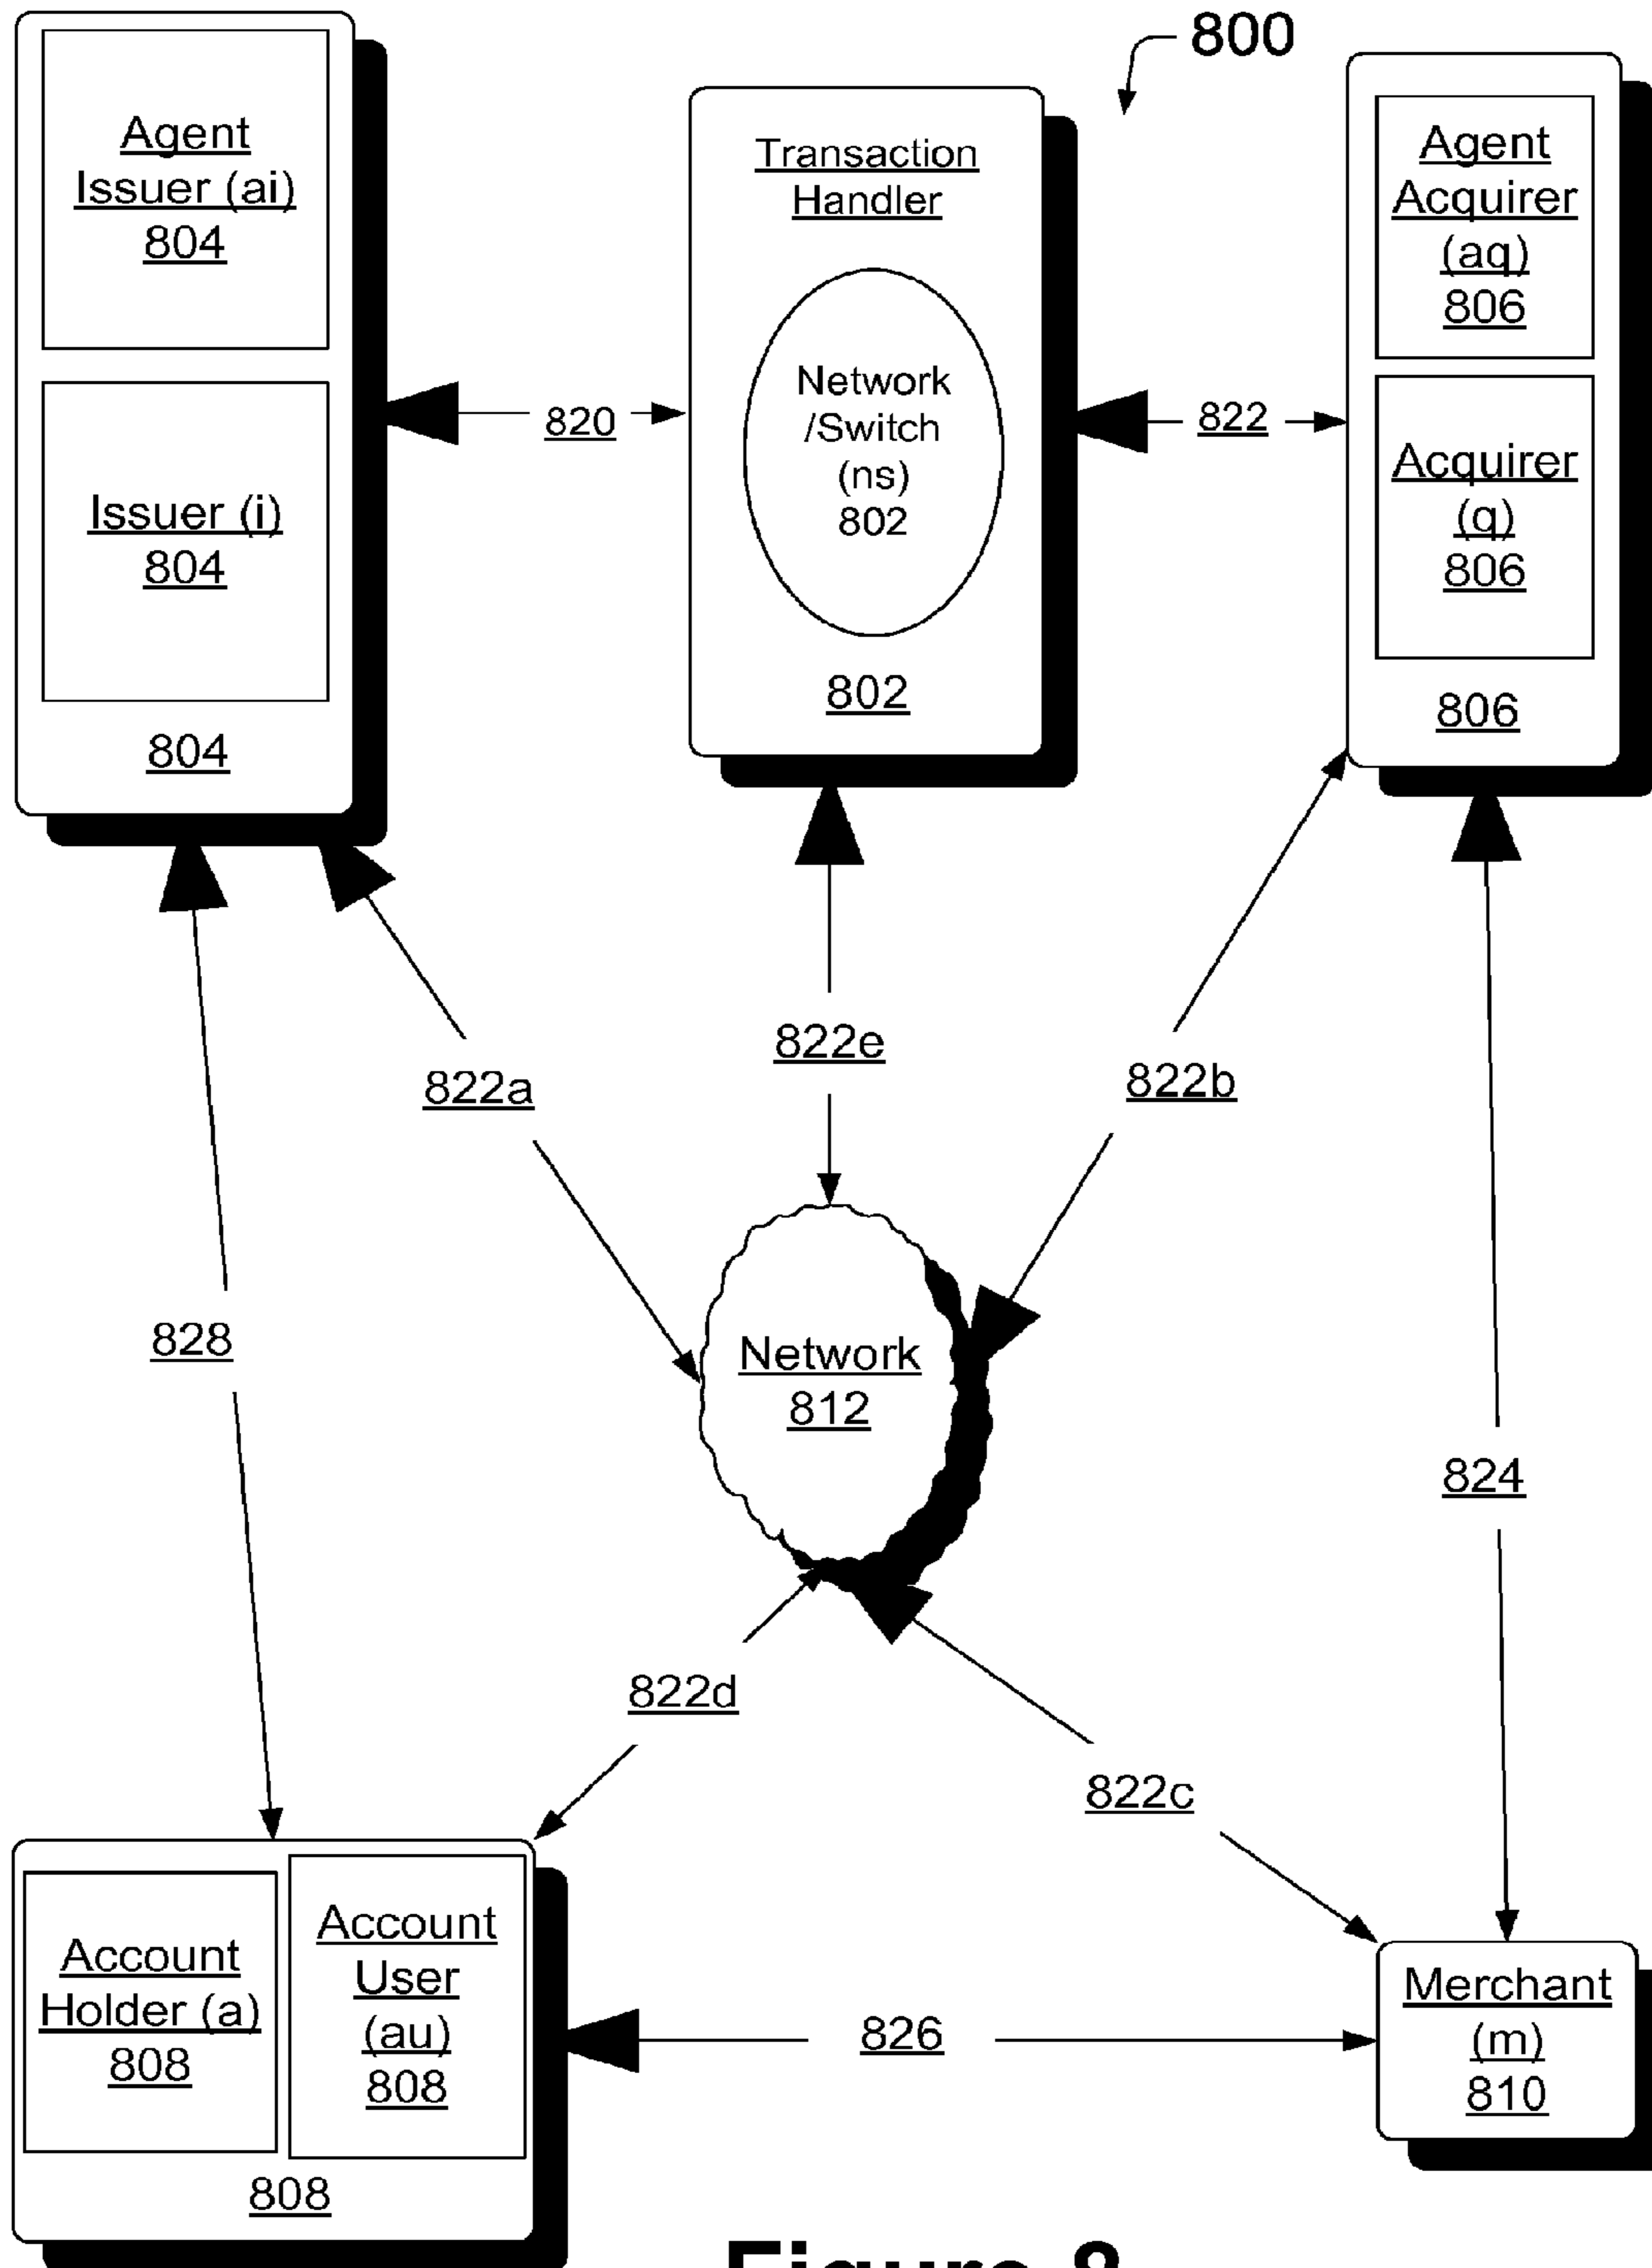 800
Agent
Issuer (ai)
804
Issuer (i)
804
804
Transaction
Handler
Network
/Switch
(ns)
802
802
Agent
Acquirer
(aq)
806
Acquirer
(q)
806
806
820
822
822a
822e
822b
828
Network
812
824
822d
822c
Account
Holder (a)
808
Account
User
(au)
808
808
826
Merchant
(m)
810
Figure 8